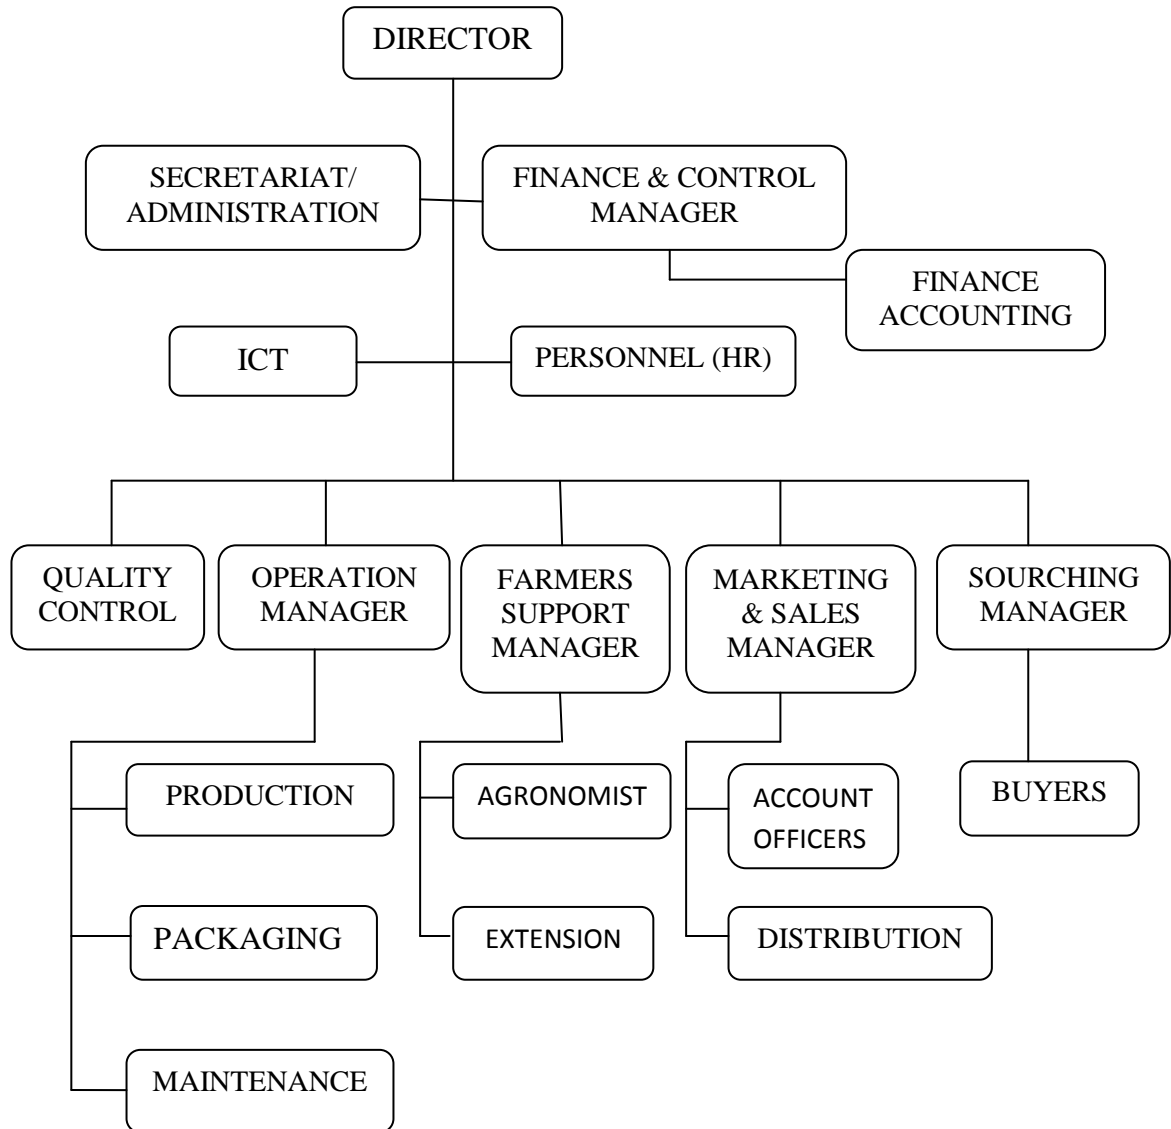 DIRECTOR
SECRETARIAT/
ADMINISTRATION
FINANCE & CONTROL
MANAGER
FINANCE
ACCOUNTING
ICT
PERSONNEL (HR)
QUALITY
CONTROL
OPERATION
MANAGER
FARMERS
SUPPORT
MANAGER
MARKETING
& SALES
MANAGER
SOURCHING
MANAGER
PRODUCTION
AGRONOMIST
ACCOUNT
OFFICERS
BUYERS
PACKAGING
EXTENSION
DISTRIBUTION
MAINTENANCE